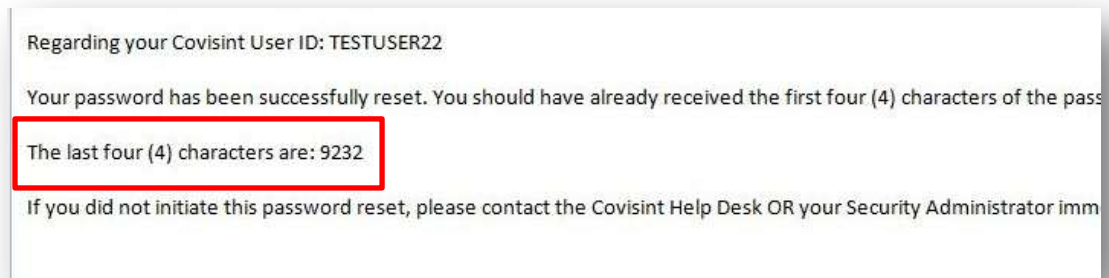 Regarding your Covisint User ID: TESTUSER22
Your password has been successfully reset. You should have already received the first four (4) characters of the
The last four (4) characters are: 9232
If you did not initiate this password reset, please contact the Covisint Help Desk OR your Security Administrator